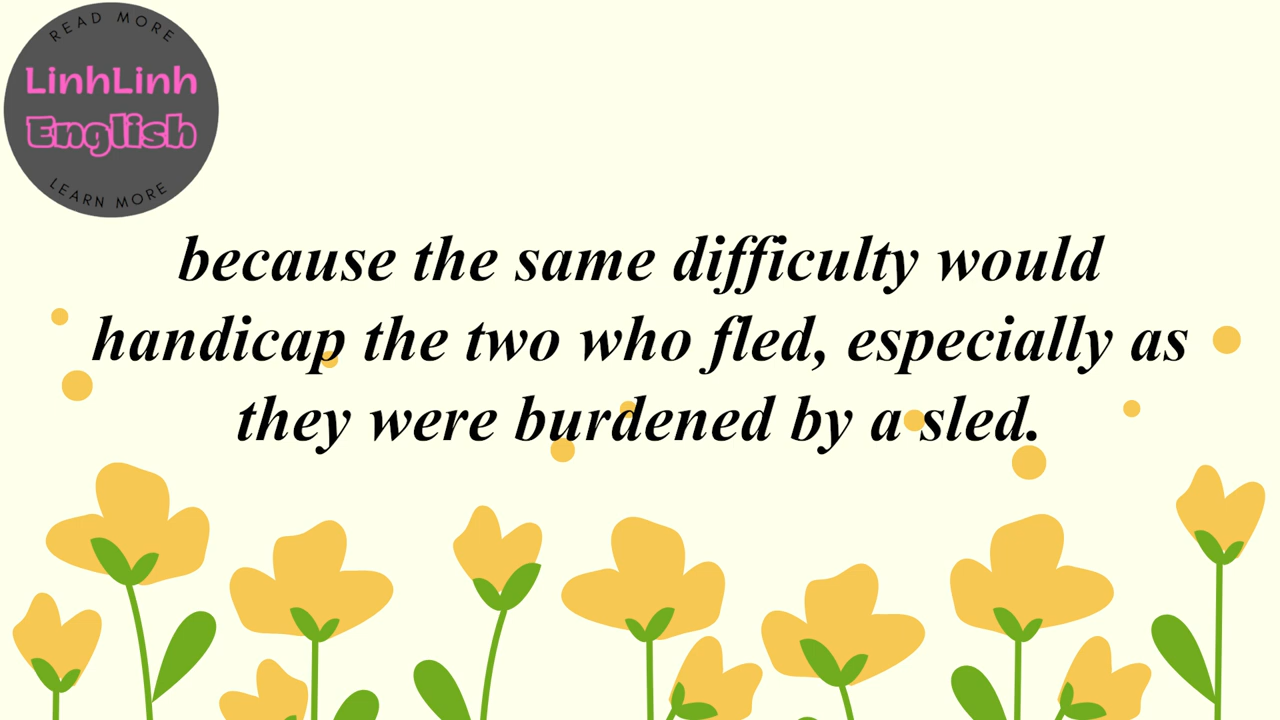 READ MORE
LinhLinh
English
LEARN MORE
because the same difficulty would
handicap the two who fled, especially as
they were burdened by a sled.